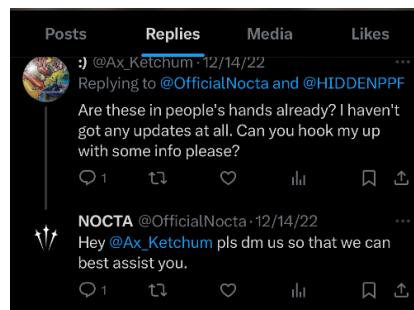 Posts Replies Media Likes
:) @Ax_Ketchum · 12/14/22
Replying to @OfficialNocta and @HIDDENPPF
Are these in people's hands already? I haven't
got any updates at all. Can you hook my up
with some info please?
1
NOCTA @OfficialNocta · 12/14/22
Hey @Ax_Ketchum pls dm us so that we can
best assist you.
1